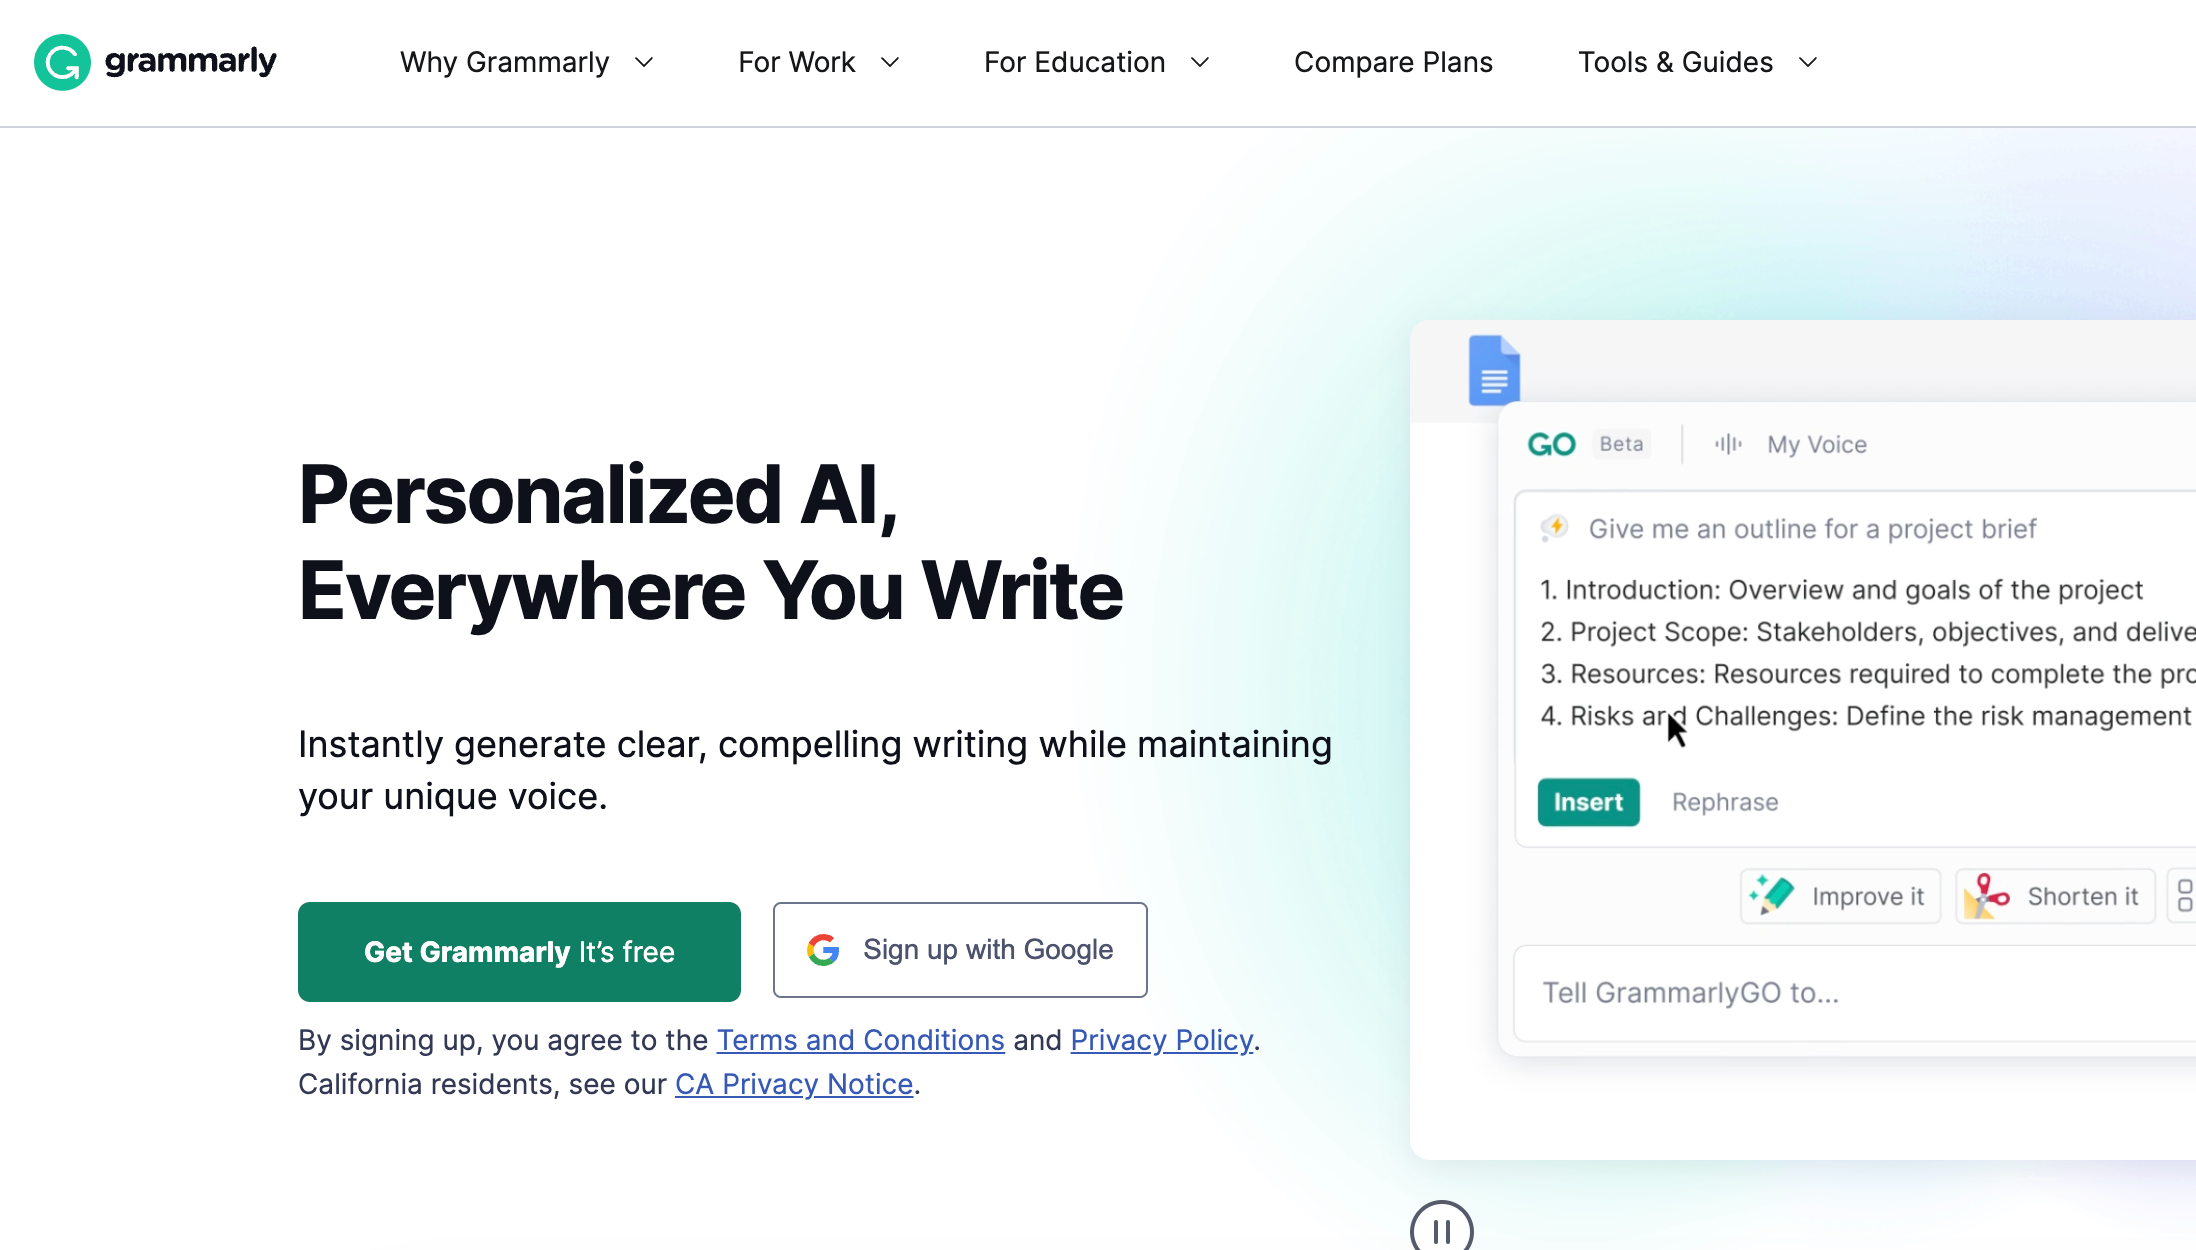 grammarly
Why Grammarly
For Work
For Education
Compare Plans
Tools & Guides
Personalized AI,
Everywhere You Write
Instantly generate clear, compelling writing while maintaining
your unique voice.
Get Grammarly It's free
Sign up with Google
By signing up, you agree to the Terms and Conditions and Privacy Policy.
California residents, see our CA Privacy Notice.
GO Beta My Voice
Give me an outline for a project brief
1. Introduction: Overview and goals of the project
2. Project Scope: Stakeholders, objectives, and delive
3. Resources: Resources required to complete the pro
4. Risks and Challenges: Define the risk management
Insert
Rephrase
Improve it
Shorten it
Tell GrammarlyGO to...